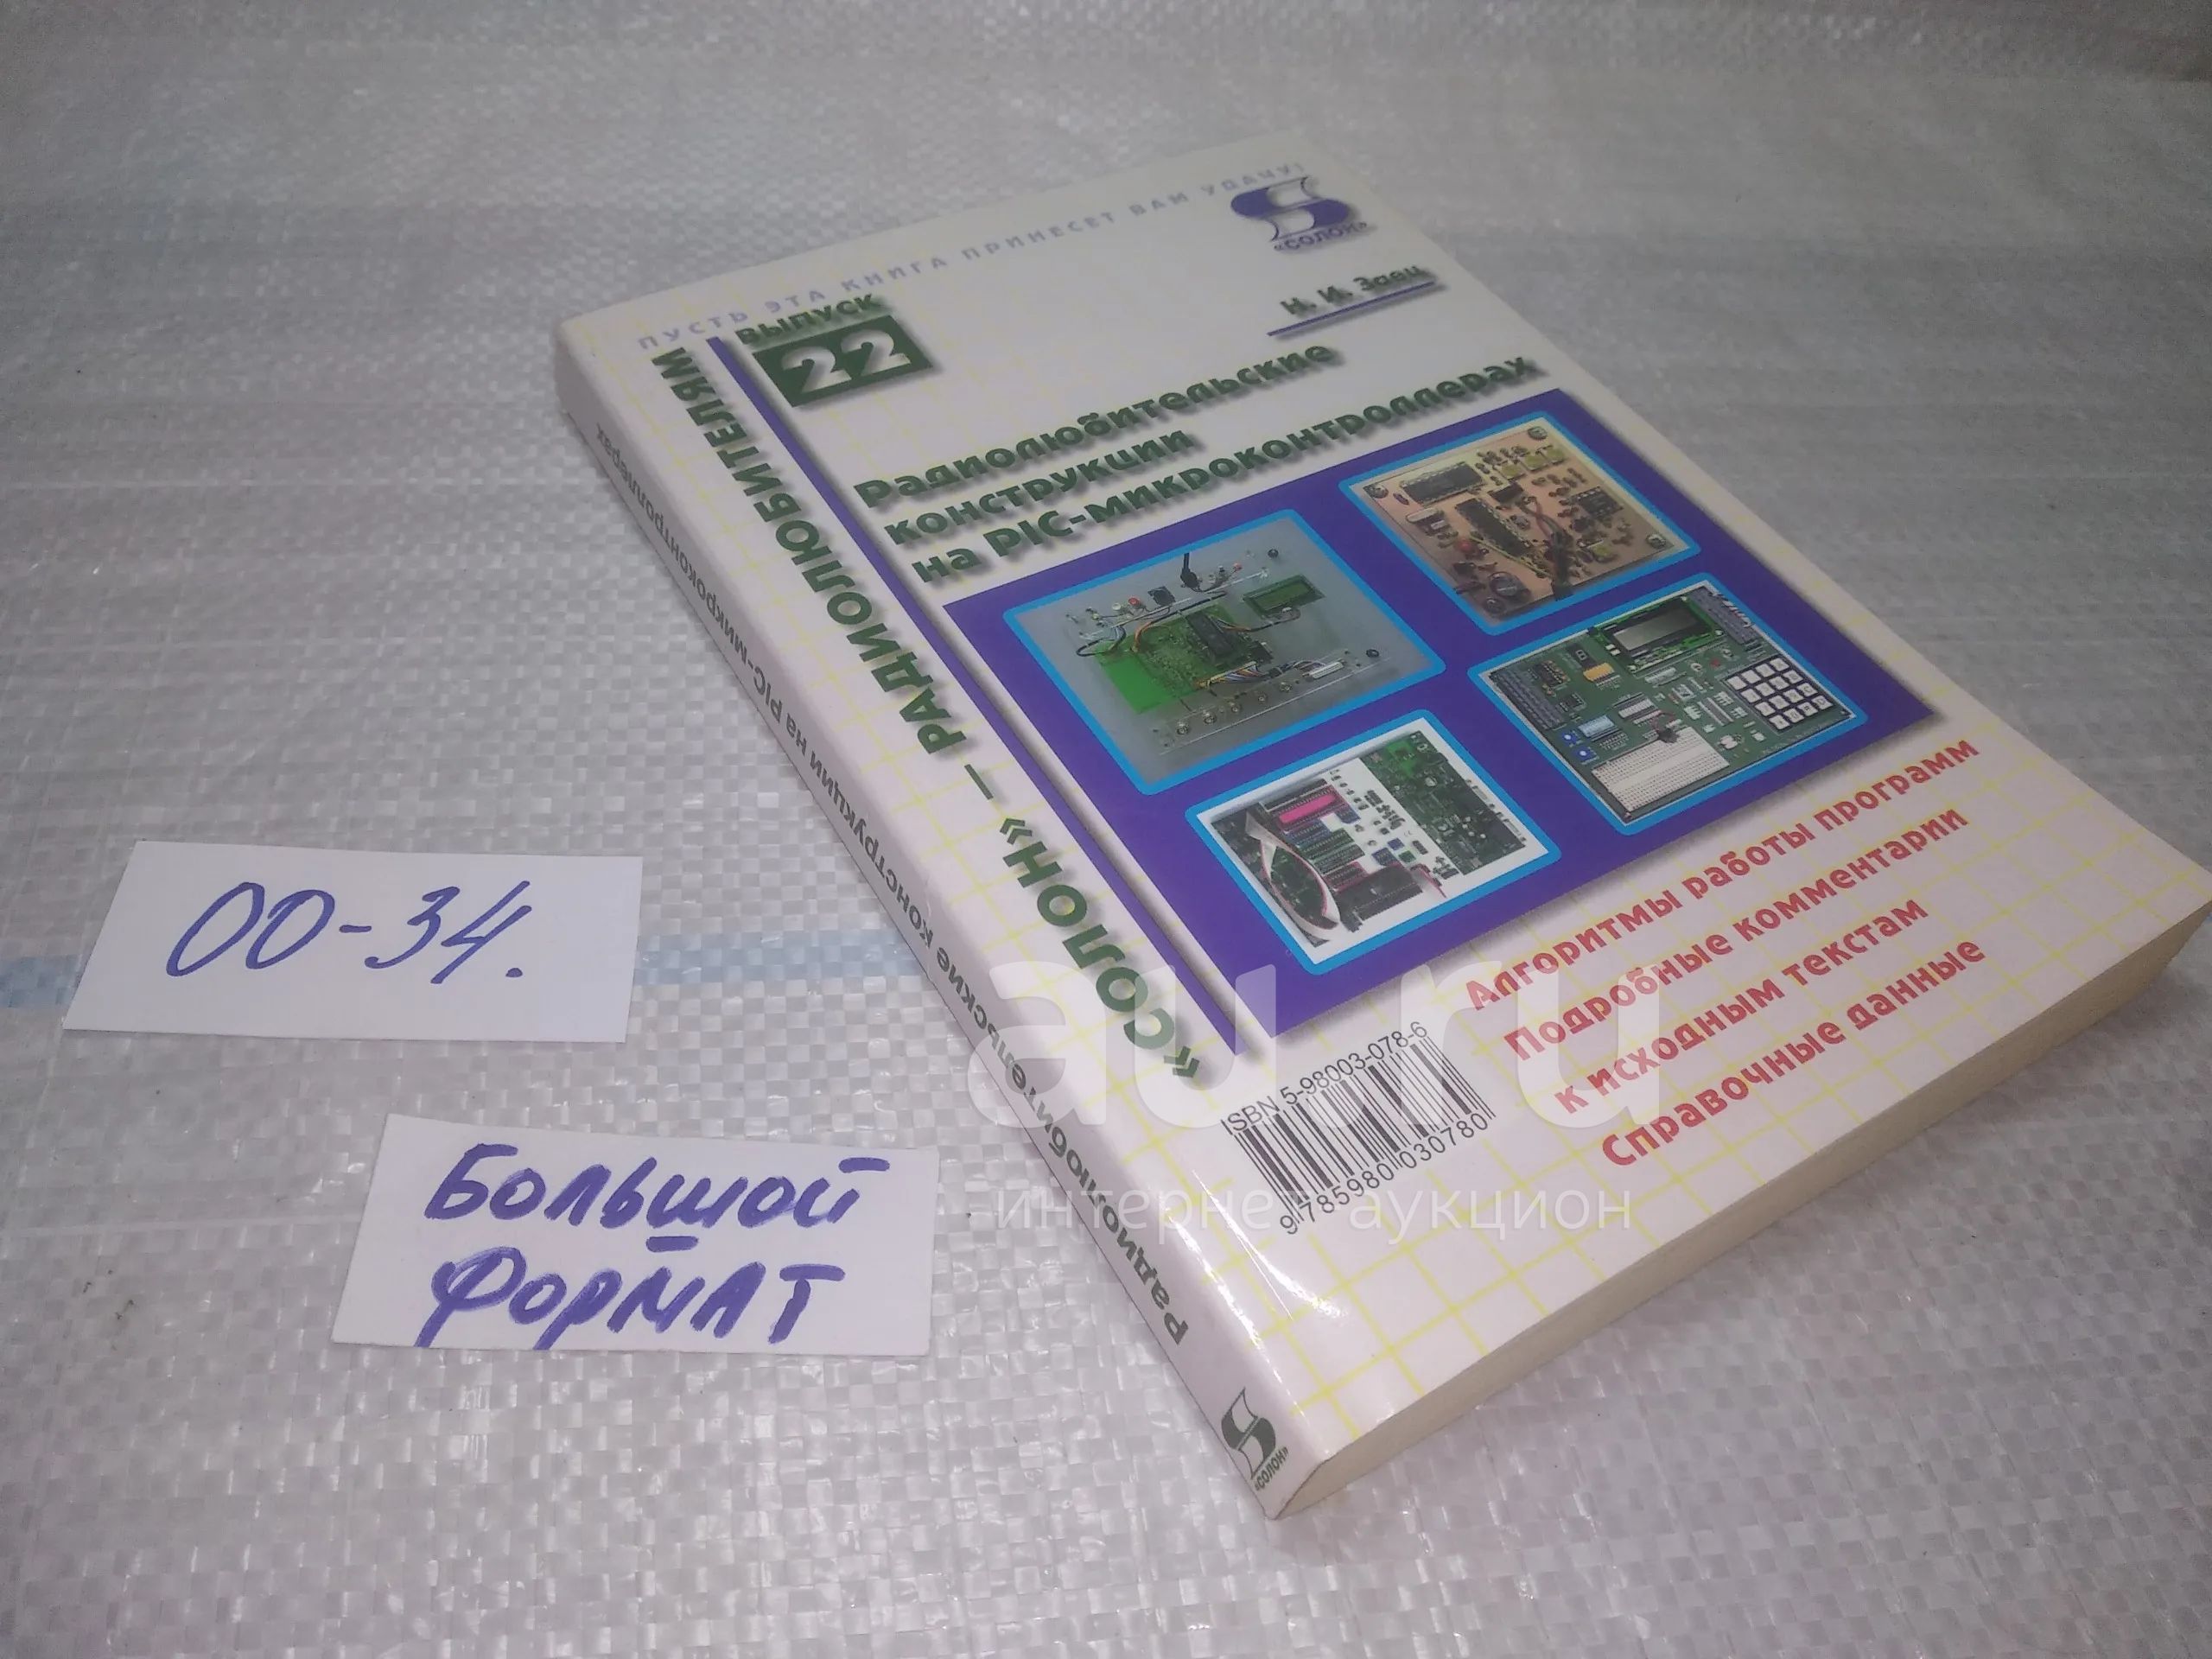 ПУСТЬ ЭТА КНИГА ПРИНЕСЕТ ВАМ УДАЧУ!
«СОЛОН»
Н. И. Заец
ВЫПУСК
22
Радиолюбительские
конструкции
на PIC-микроконтроллерах
«СОЛОН» – РАДИОЛЮБИТЕЛЯМ
Алгоритмы работы программ
Подробные комментарии
к исходным текстам
Справочные данные
ISBN 5-98003-078-6
9 785980 030780
Радиолюбительские конструкции на PIC-микроконтроллерах
«СОЛОН»
00-34.
БОЛЬШОЙ
ФОРМАТ
au.ru
интернет аукцион